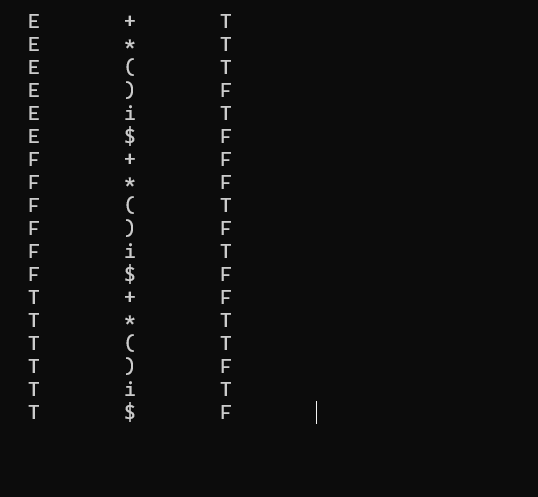 E + T
E * T
E ( T
E ) F
E i T
E $ F
F + F
F * F
F ( T
F ) F
F i T
F $ F
T + F
T * T
T ( T
T ) F
T i T
T $ F